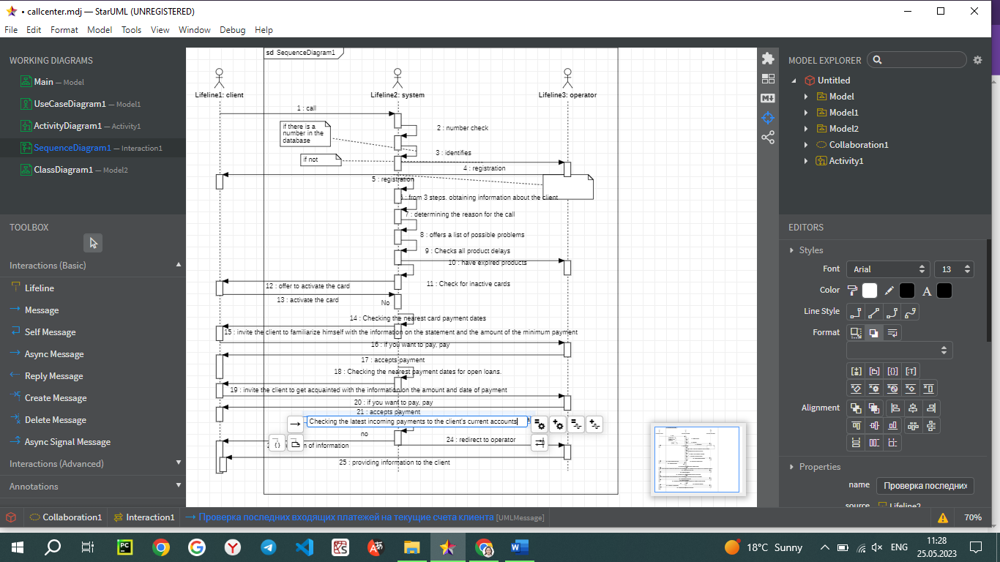 • callcenter.mdj — StarUML (UNREGISTERED)
File Edit Format Model Tools View Window Debug Help
WORKING DIAGRAMS
Main — Model
UseCaseDiagram1 — Model1
ActivityDiagram1 — Activity1
SequenceDiagram1 — Interaction1
ClassDiagram1 — Model2
TOOLBOX
Interactions (Basic)
Lifeline
Message
Self Message
Async Message
Reply Message
Create Message
Delete Message
Async Signal Message
Interactions (Advanced)
Annotations
sd SequenceDiagram1
Lifeline1: client
Lifeline2: system
Lifeline3: operator
1 : call
if there is a
number in the
database
2 : number check
if not
3 : identifies
4 : registration
5 : registration
: from 3 steps. obtaining information about the client
7 : determining the reason for the call
8 : offers a list of possible problems
9 : Checks all product delays
10 : have expired products
11 : Check for inactive cards
12 : offer to activate the card
13 : activate the card
No
14 : Checking the nearest card payment dates
15 : invite the client to familiarize himself with the information on the statement and the amount of the minimum payment
16 : if you want to pay, pay
17 : accepts payment
18 : Checking the nearest payment dates for open loans.
19 : invite the client to get acquainted with the information on the amount and date of payment
20 : if you want to pay, pay
21 : accepts payment
Checking the latest incoming payments to the client's current accounts
no
24 : redirect to operator
of information
25 : providing information to the client
MODEL EXPLORER
Untitled
Model
Model1
Model2
Collaboration1
Activity1
EDITORS
Styles
Font Arial 13
Color A
Line Style
Format
Alignment
Properties
name Проверка последних
source Lifeline2
Collaboration1 Interaction1 Проверка последних входящих платежей на текущие счета клиента [UMLMessage] 70%
18°C Sunny ENG
11:28
25.05.2023